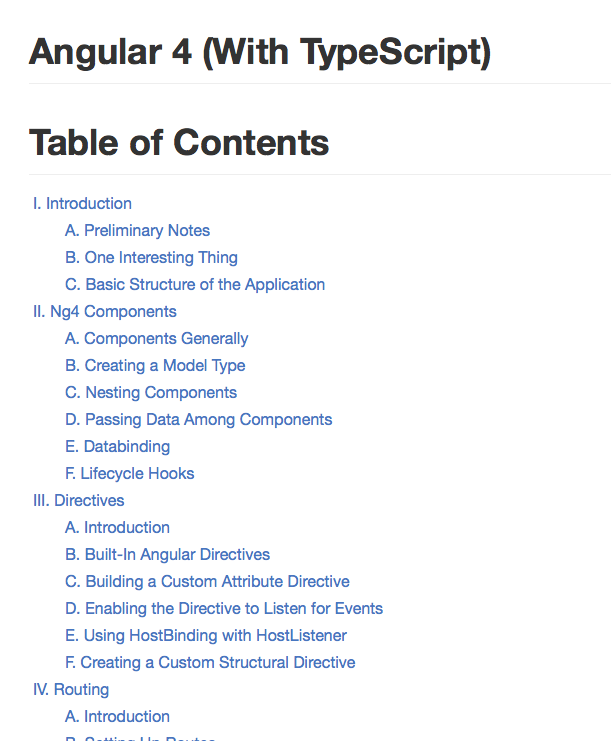 Angular 4 (With TypeScript)
Table of Contents
I. Introduction
A. Preliminary Notes
B. One Interesting Thing
C. Basic Structure of the Application
II. Ng4 Components
A. Components Generally
B. Creating a Model Type
C. Nesting Components
D. Passing Data Among Components
E. Databinding
F. Lifecycle Hooks
III. Directives
A. Introduction
B. Built-In Angular Directives
C. Building a Custom Attribute Directive
D. Enabling the Directive to Listen for Events
E. Using HostBinding with HostListener
F. Creating a Custom Structural Directive
IV. Routing
A. Introduction
B. Setting Up Routes